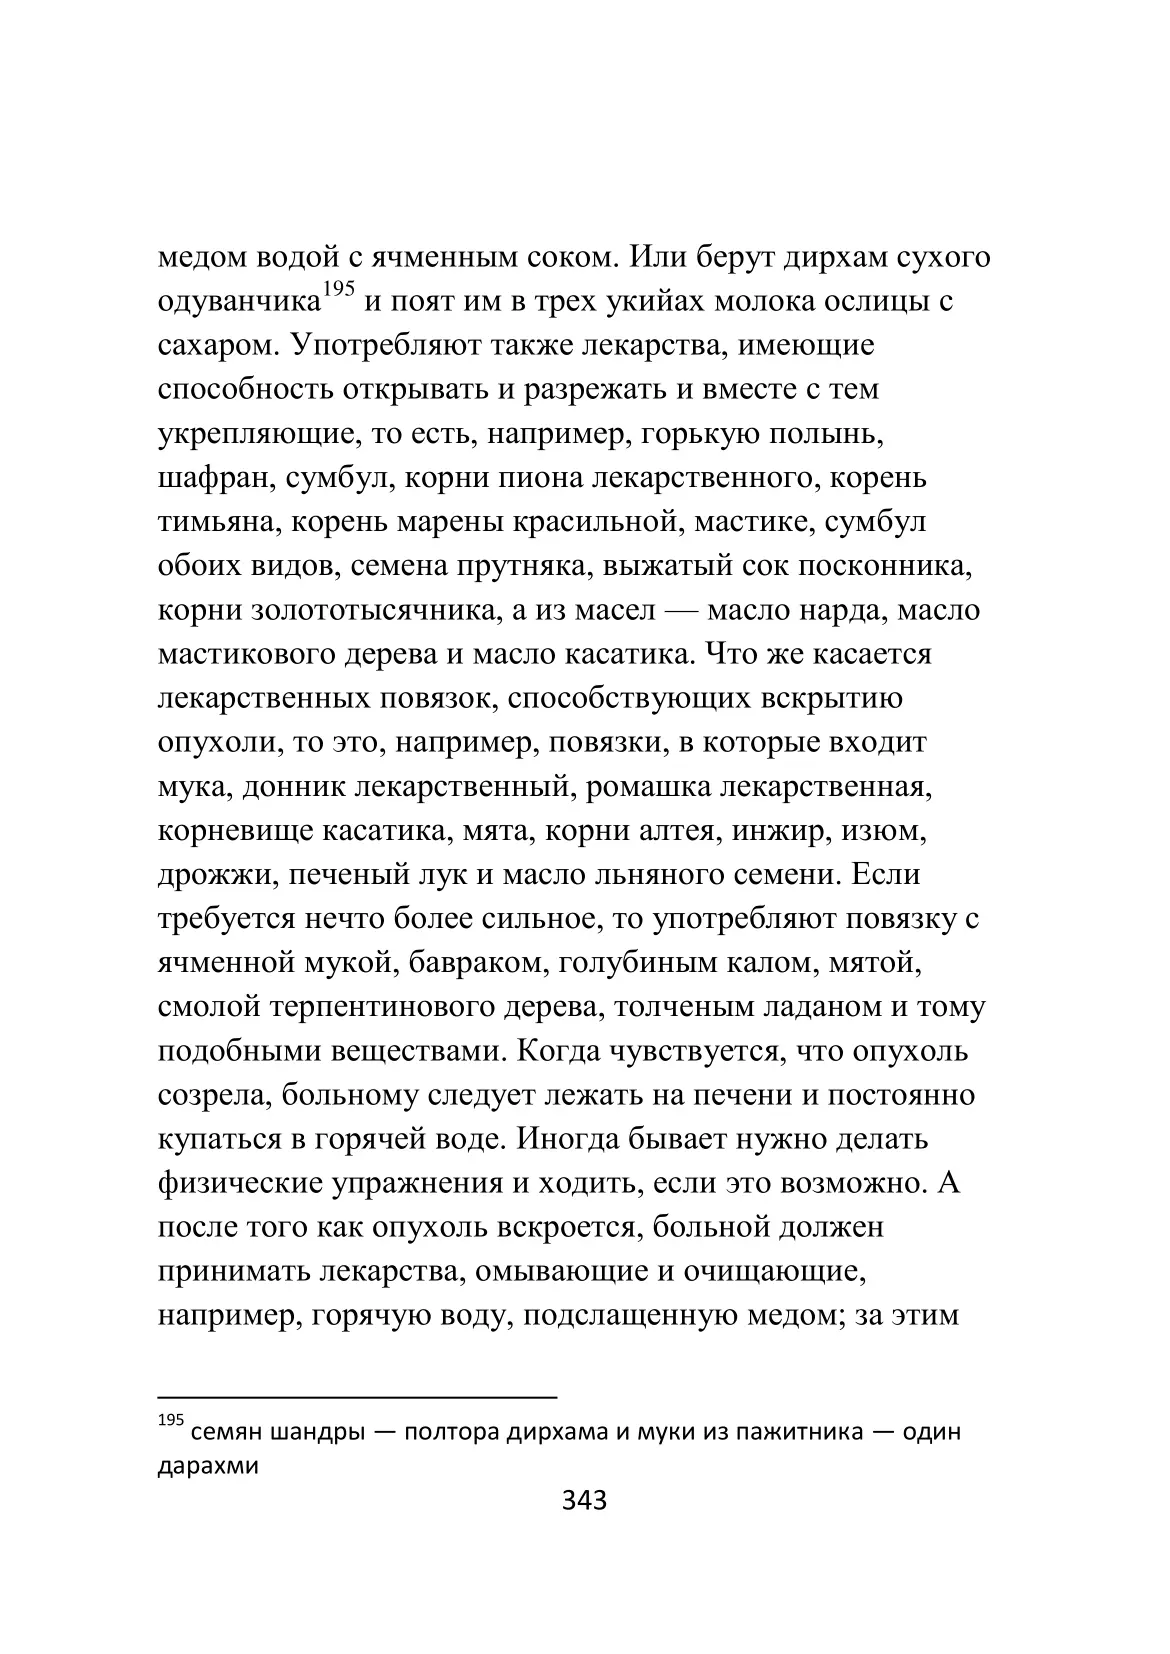 медом водой с ячменным соком. Или берут дирхам сухого
одуванчика195 и поят им в трех укийах молока ослицы с
сахаром. Употребляют также лекарства, имеющие
способность открывать и разрежать и вместе с тем
укрепляющие, то есть, например, горькую полынь,
шафран, сумбул, корни пиона лекарственного, корень
тимьяна, корень марены красильной, мастике, сумбул
обоих видов, семена прутняка, выжатый сок посконника,
корни золототысячника, а из масел — масло нарда, масло
мастикового дерева и масло касатика. Что же касается
лекарственных повязок, способствующих вскрытию
опухоли, то это, например, повязки, в которые входит
мука, донник лекарственный, ромашка лекарственная,
корневище касатика, мята, корни алтея, инжир, изюм,
дрожжи, печеный лук и масло льняного семени. Если
требуется нечто более сильное, то употребляют повязку с
ячменной мукой, бавраком, голубиным калом, мятой,
смолой терпентинового дерева, толченым ладаном и тому
подобными веществами. Когда чувствуется, что опухоль
созрела, больному следует лежать на печени и постоянно
купаться в горячей воде. Иногда бывает нужно делать
физические упражнения и ходить, если это возможно. А
после того как опухоль вскроется, больной должен
принимать лекарства, омывающие и очищающие,
например, горячую воду, подслащенную медом; за этим
195 семян шандры — полтора дирхама и муки из пажитника — один
дарахми
343